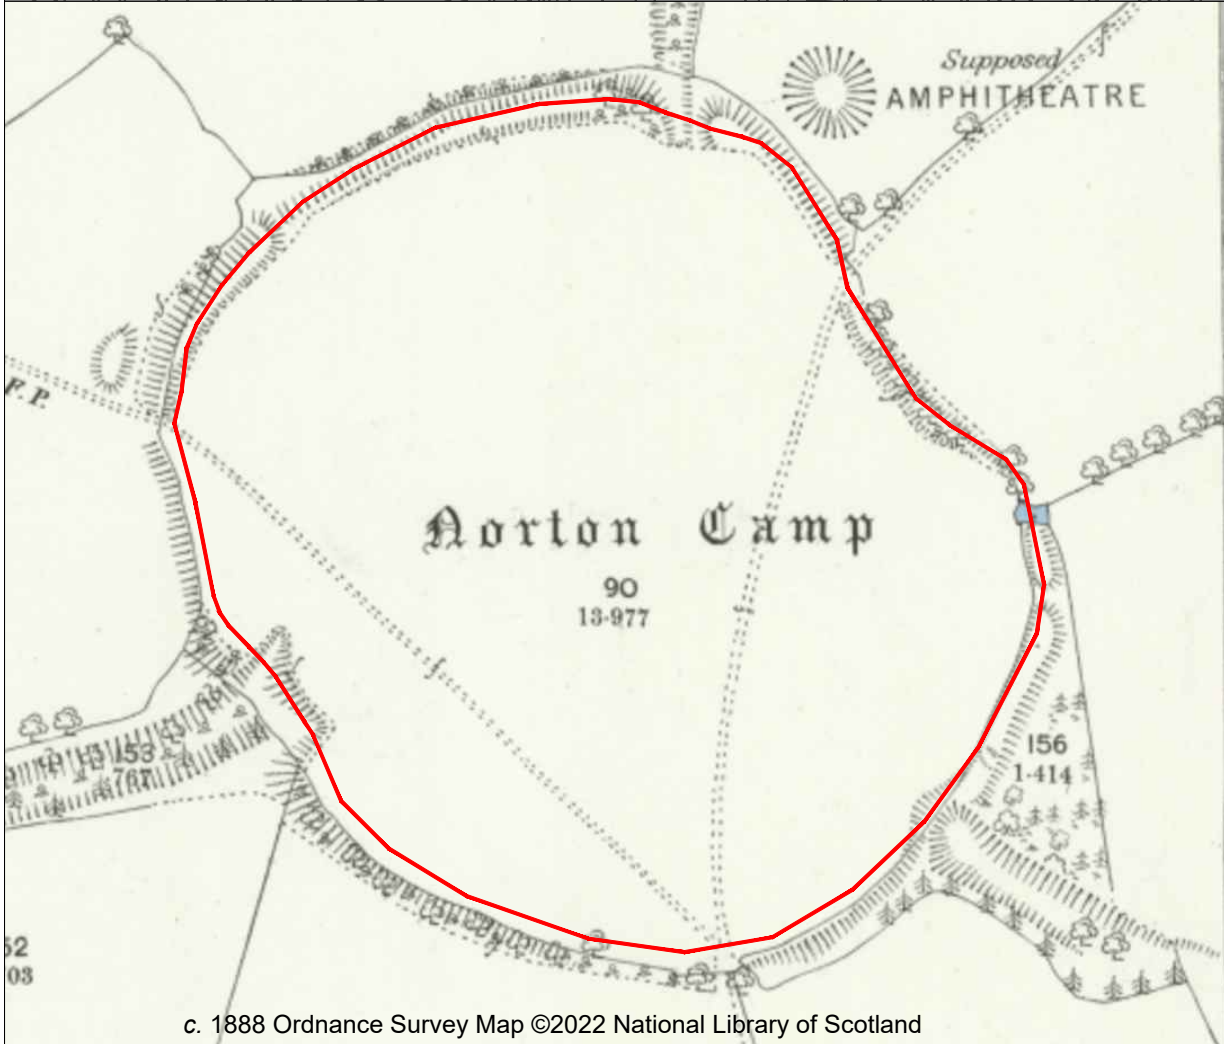 Supposed
AMPHITHEATRE
F. P.
Norton Camp
90
13·977
153
767
156
1·414
52
03
c. 1888 Ordnance Survey Map ©2022 National Library of Scotland